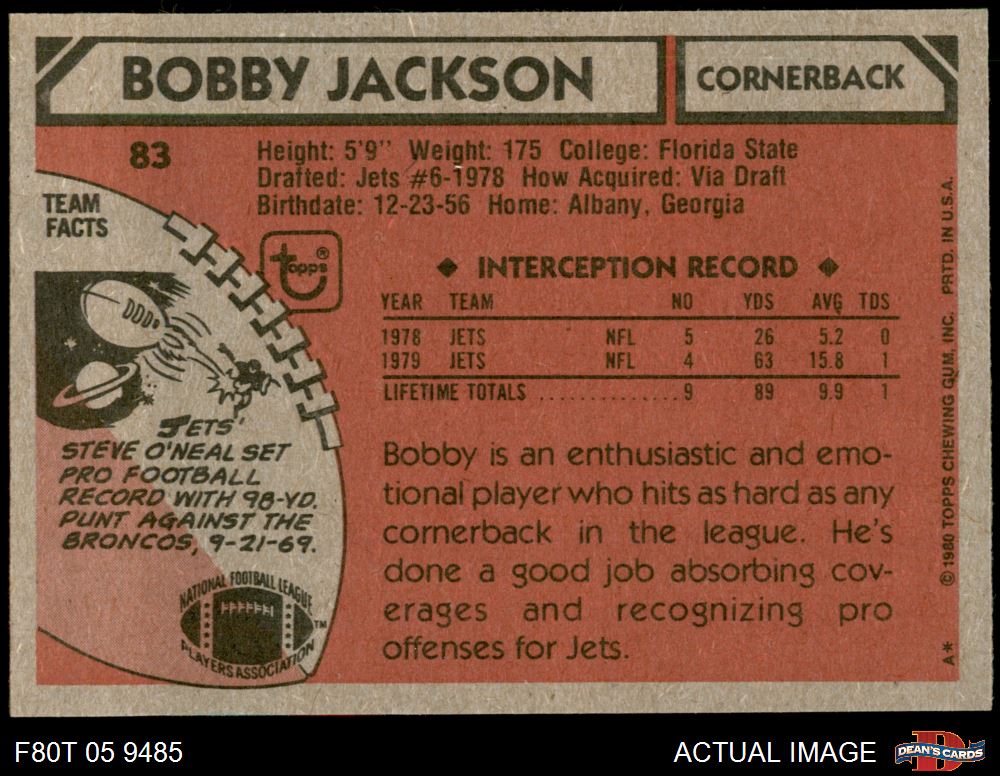 BOBBY JACKSON
CORNERBACK
83
Height: 5'9" Weight: 175 College: Florida State
Drafted: Jets #6-1978 How Acquired: Via Draft
Birthdate: 12-23-56 Home: Albany, Georgia
TEAM
FACTS
topps®
JETS'
STEVE O'NEAL SET
PRO FOOTBALL
RECORD WITH 98-YD.
PUNT AGAINST THE
BRONCOS, 9-21-69.
NATIONAL FOOTBALL LEAGUE
PLAYERS ASSOCIATION
TM
◆ INTERCEPTION RECORD ◆
YEAR TEAM NO YDS AVG TDS
1978 JETS NFL 5 26 5.2 0
1979 JETS NFL 4 63 15.8 1
LIFETIME TOTALS ..............9 89 9.9 1
Bobby is an enthusiastic and emo-
tional player who hits as hard as any
cornerback in the league. He's
done a good job absorbing cov-
erages and recognizing pro
offenses for Jets.
A* © 1980 TOPPS CHEWING GUM, INC. PRTD. IN U.S.A.
F80T 05 9485
ACTUAL IMAGE
DEAN'S CARDS